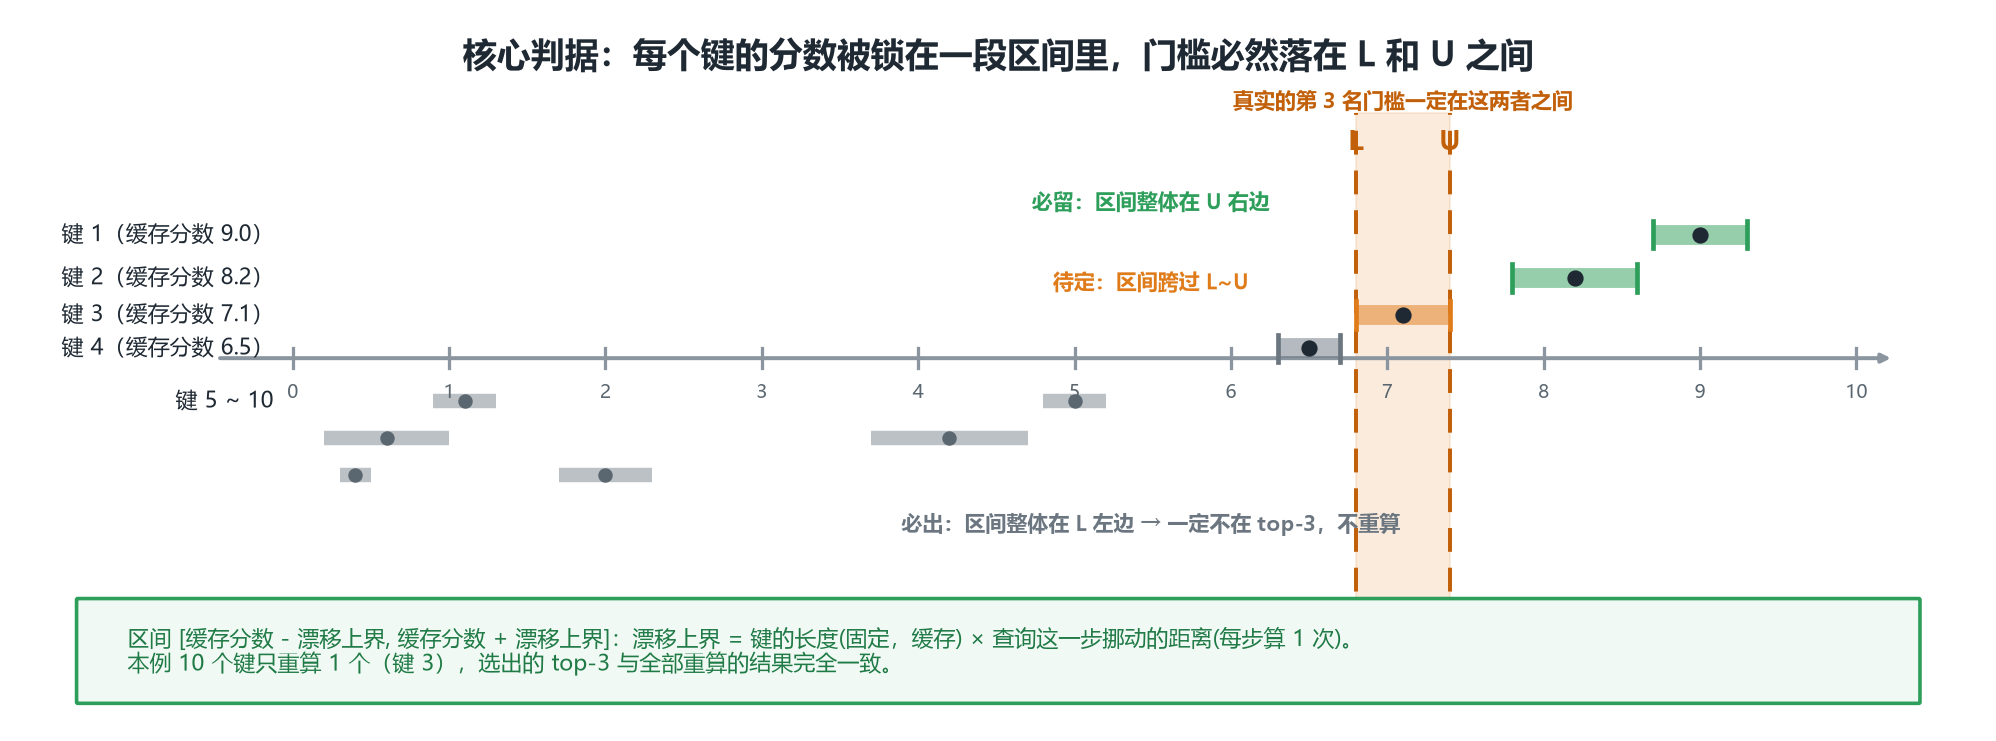 核心判据：每个键的分数被锁在一段区间里，门槛必然落在 L 和 U 之间
真实的第 3 名门槛一定在这两者之间
L
U
必留：区间整体在 U 右边
键 1（缓存分数 9.0）
键 2（缓存分数 8.2）
待定：区间跨过 L~U
键 3（缓存分数 7.1）
键 4（缓存分数 6.5）
0 1 2 3 4 5 6 7 8 9 10
键 5 ~ 10
必出：区间整体在 L 左边 → 一定不在 top-3，不重算
区间 [缓存分数 - 漂移上界, 缓存分数 + 漂移上界]：漂移上界 = 键的长度(固定，缓存) × 查询这一步挪动的距离(每步算 1 次)。
本例 10 个键只重算 1 个（键 3），选出的 top-3 与全部重算的结果完全一致。